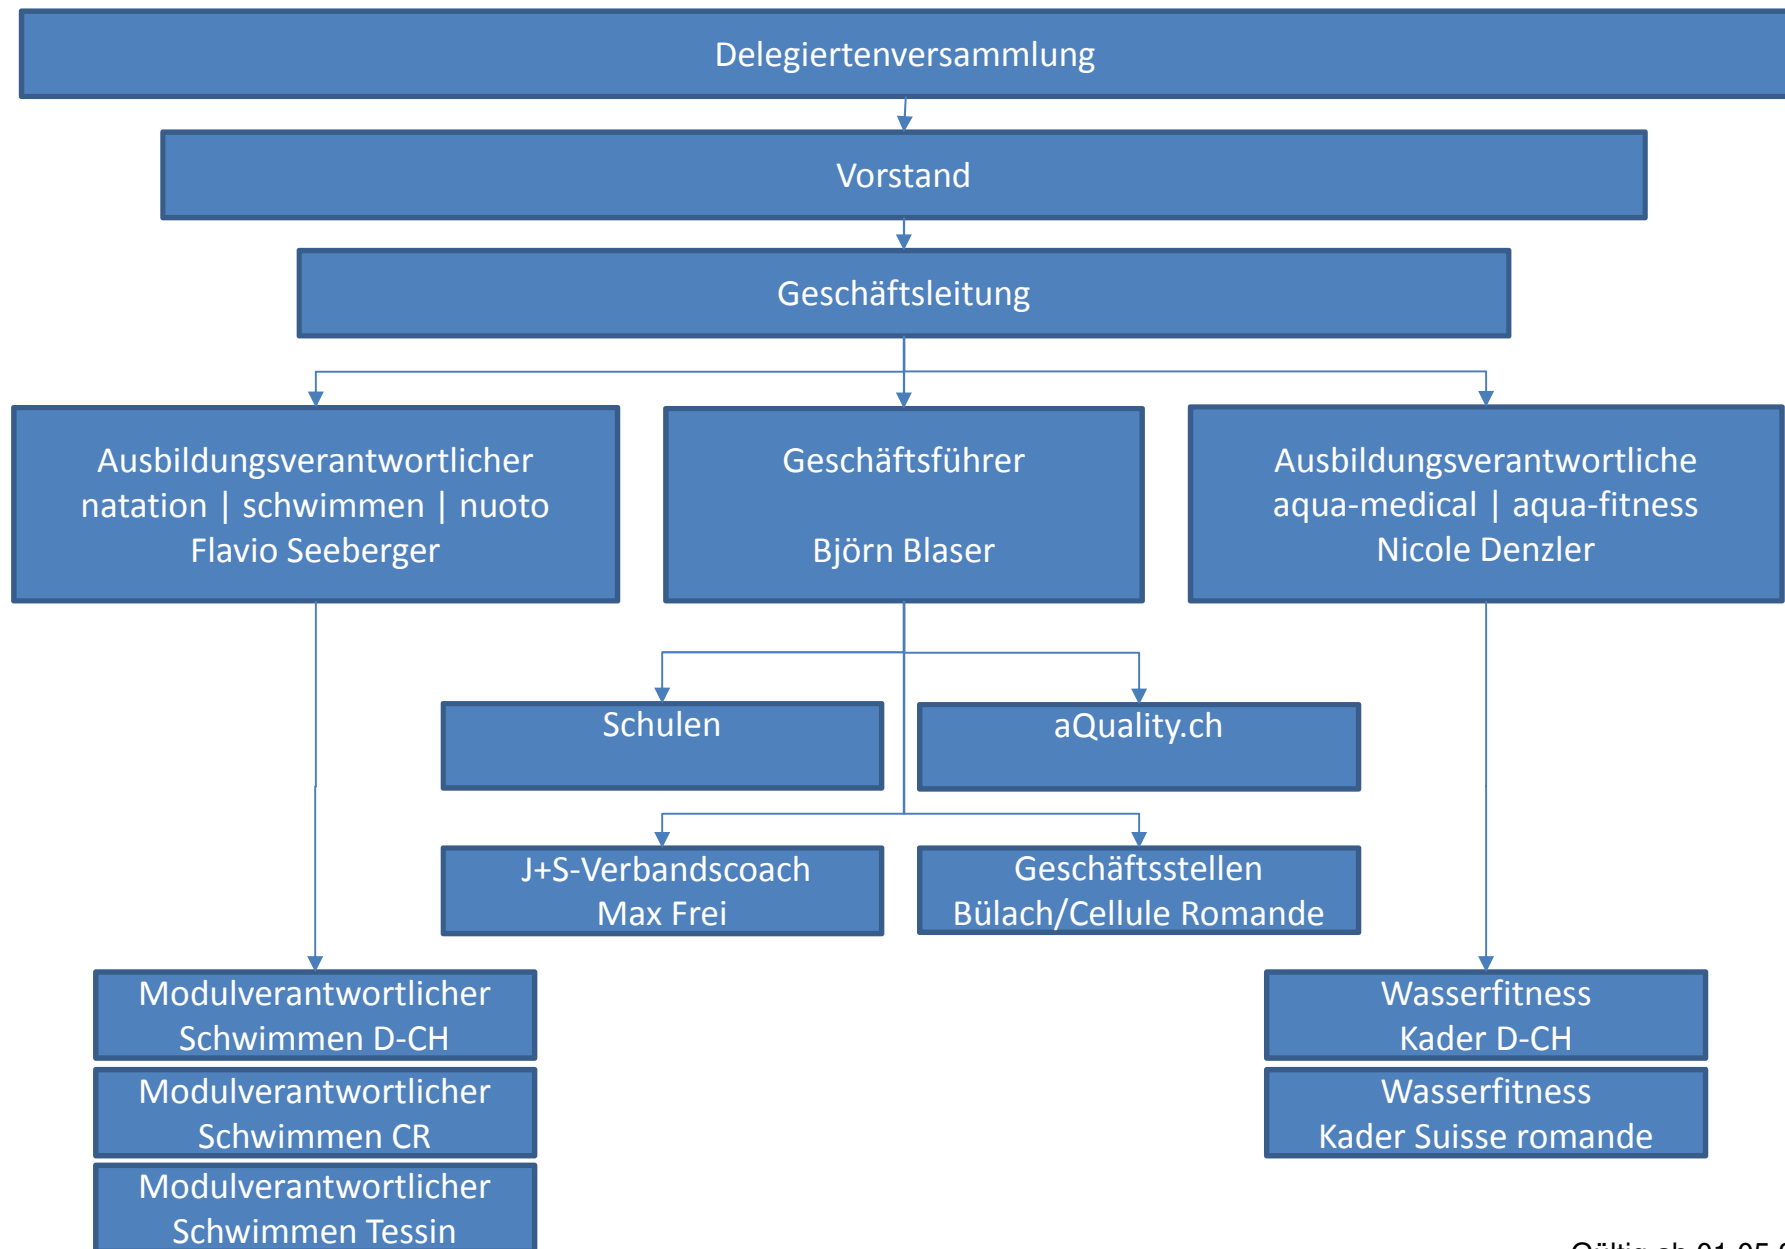 Delegiertenversammlung
Vorstand
Geschäftsleitung
Ausbildungsverantwortlicher
natation | schwimmen | nuoto
Flavio Seeberger
Geschäftsführer
Björn Blaser
Ausbildungsverantwortliche
aqua-medical | aqua-fitness
Nicole Denzler
Schulen
aQuality.ch
J+S-Verbandscoach
Max Frei
Geschäftsstellen
Bülach/Cellule Romande
Modulverantwortlicher
Schwimmen D-CH
Modulverantwortlicher
Schwimmen CR
Modulverantwortlicher
Schwimmen Tessin
Wasserfitness
Kader D-CH
Wasserfitness
Kader Suisse romande
Gültig ab